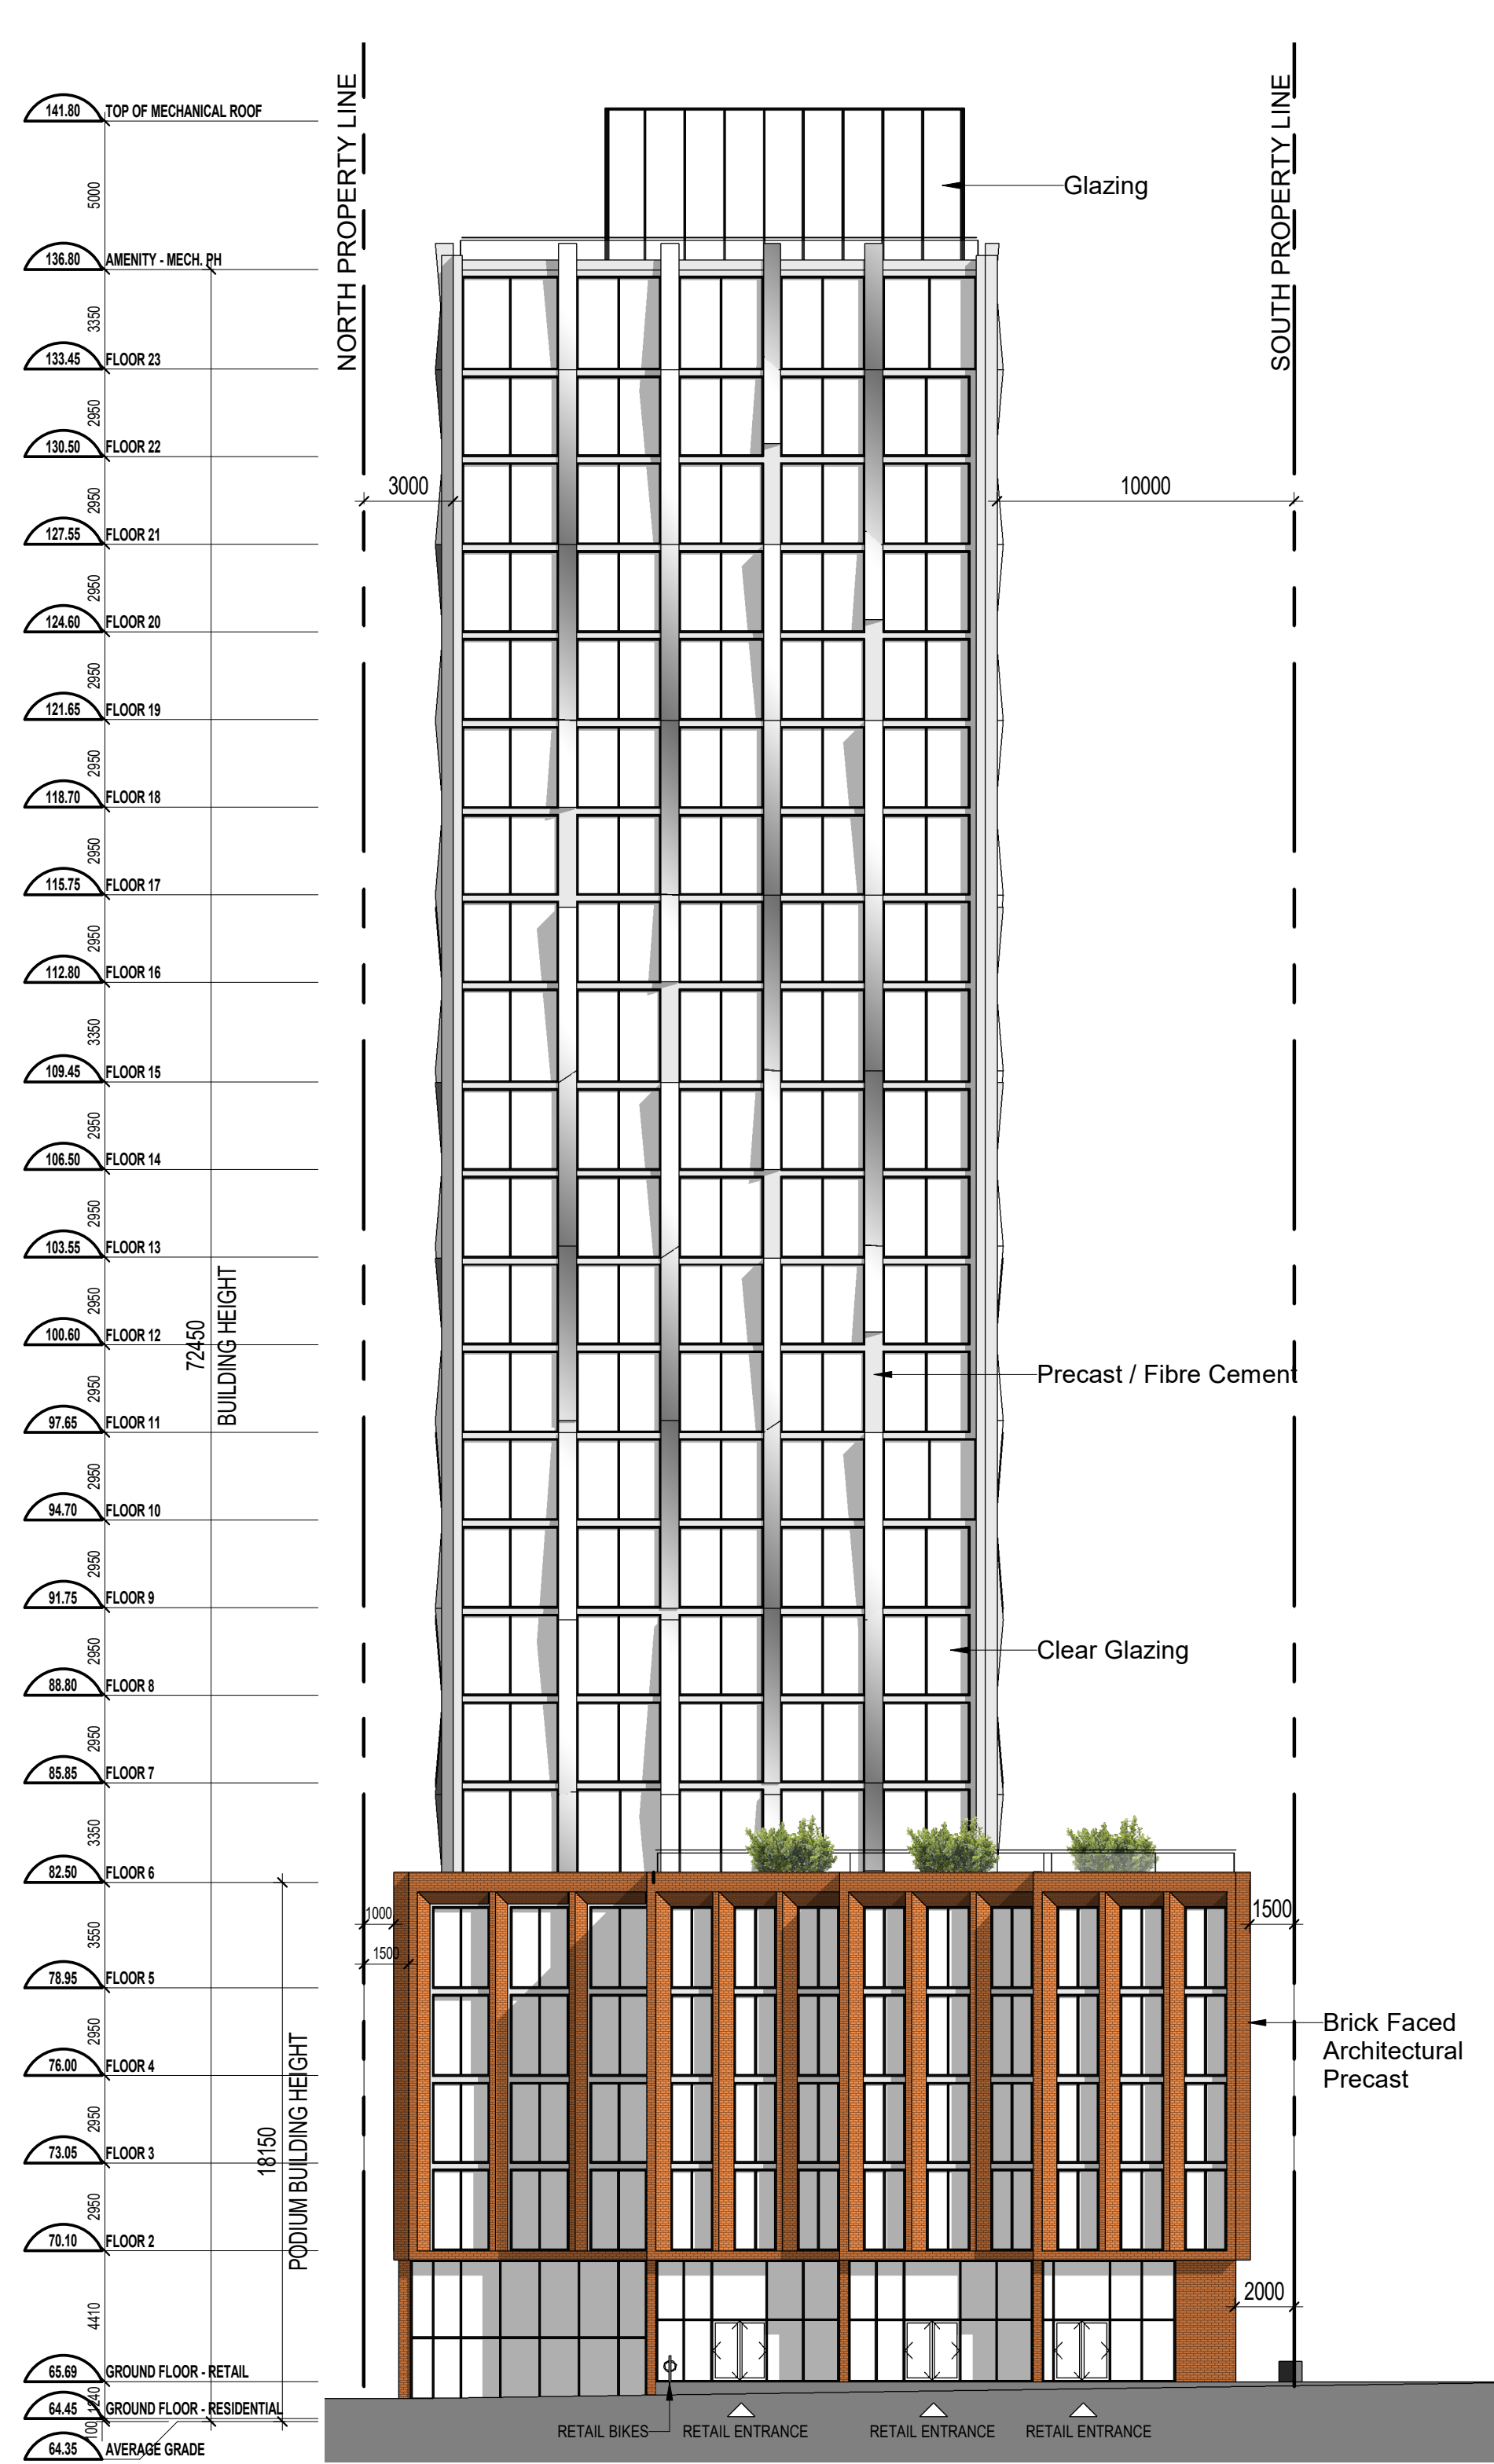 141.80 TOP OF MECHANICAL ROOF
5000
136.80 AMENITY - MECH. PH
3350
133.45 FLOOR 23
2950
130.50 FLOOR 22
2950
127.55 FLOOR 21
2950
124.60 FLOOR 20
2950
121.65 FLOOR 19
2950
118.70 FLOOR 18
2950
115.75 FLOOR 17
2950
112.80 FLOOR 16
3350
109.45 FLOOR 15
2950
106.50 FLOOR 14
2950
103.55 FLOOR 13
2950
100.60 FLOOR 12
2950
97.65 FLOOR 11
2950
94.70 FLOOR 10
2950
91.75 FLOOR 9
2950
88.80 FLOOR 8
2950
85.85 FLOOR 7
3350
82.50 FLOOR 6
3550
78.95 FLOOR 5
2950
76.00 FLOOR 4
2950
73.05 FLOOR 3
2950
70.10 FLOOR 2
4410
65.69 GROUND FLOOR - RETAIL
1240
64.45 GROUND FLOOR - RESIDENTIAL
100
64.35 AVERAGE GRADE
72450
BUILDING HEIGHT
18150
PODIUM BUILDING HEIGHT
NORTH PROPERTY LINE
SOUTH PROPERTY LINE
Glazing
3000
10000
Precast / Fibre Cement
Clear Glazing
1000
1500
1500
Brick Faced
Architectural
Precast
2000
RETAIL BIKES
RETAIL ENTRANCE
RETAIL ENTRANCE
RETAIL ENTRANCE